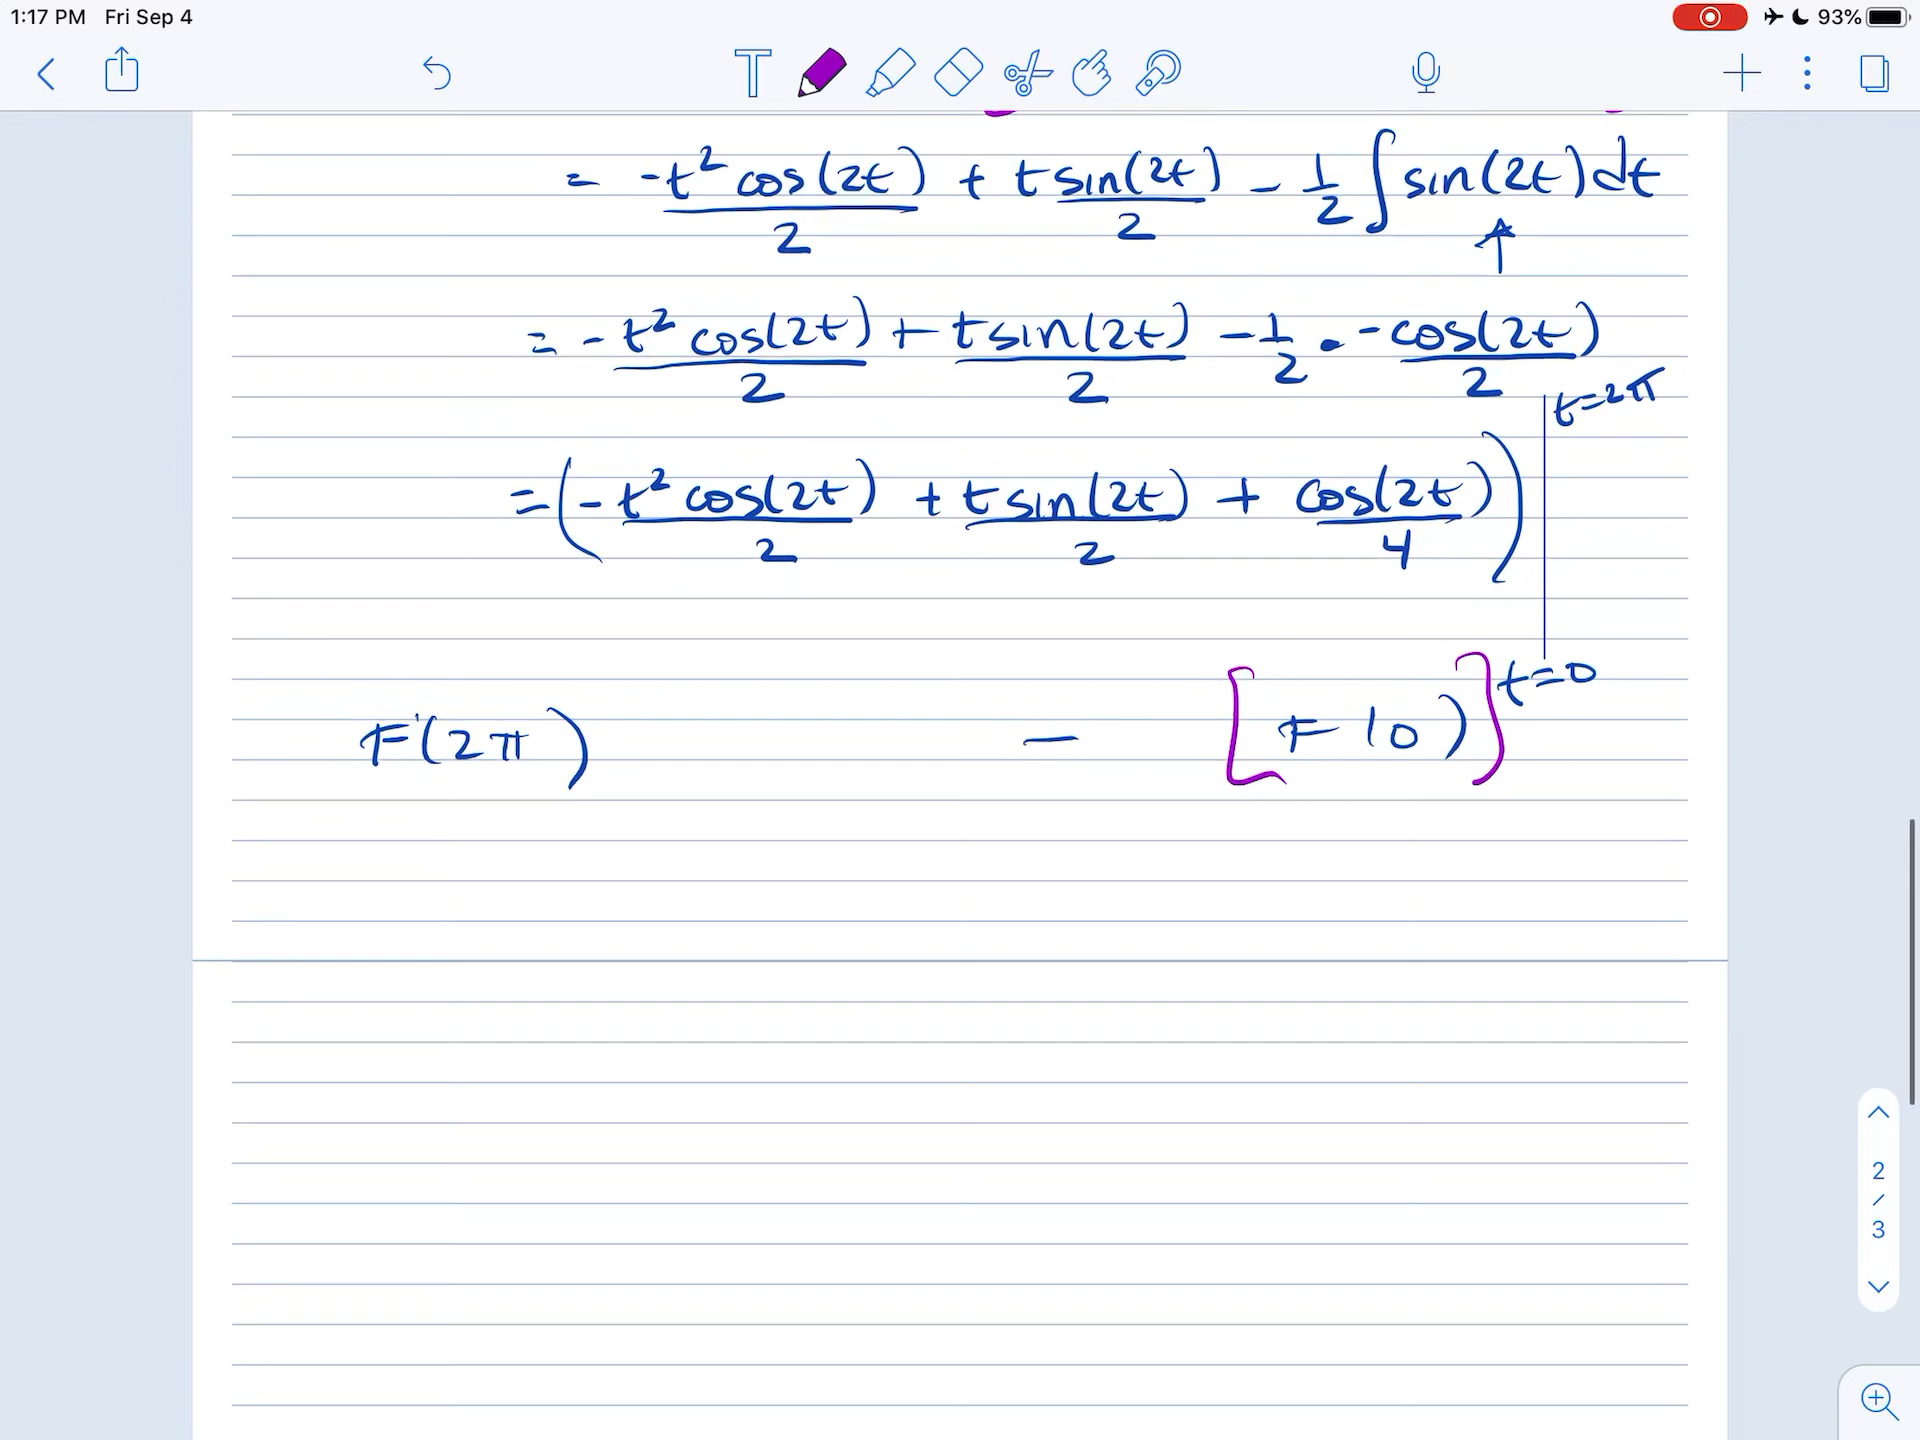 1:17 PM Fri Sep 4 93%
T
= -t² cos(2t)/2 + t sin(2t)/2 - 1/2 ∫ sin(2t) dt
= - t² cos(2t)/2 + t sin(2t)/2 - 1/2 • -cos(2t)/2
t=2π
= (- t² cos(2t)/2 + t sin(2t)/2 + cos(2t)/4) |
t=0
F(2π) - [F(0)]
2
/
3